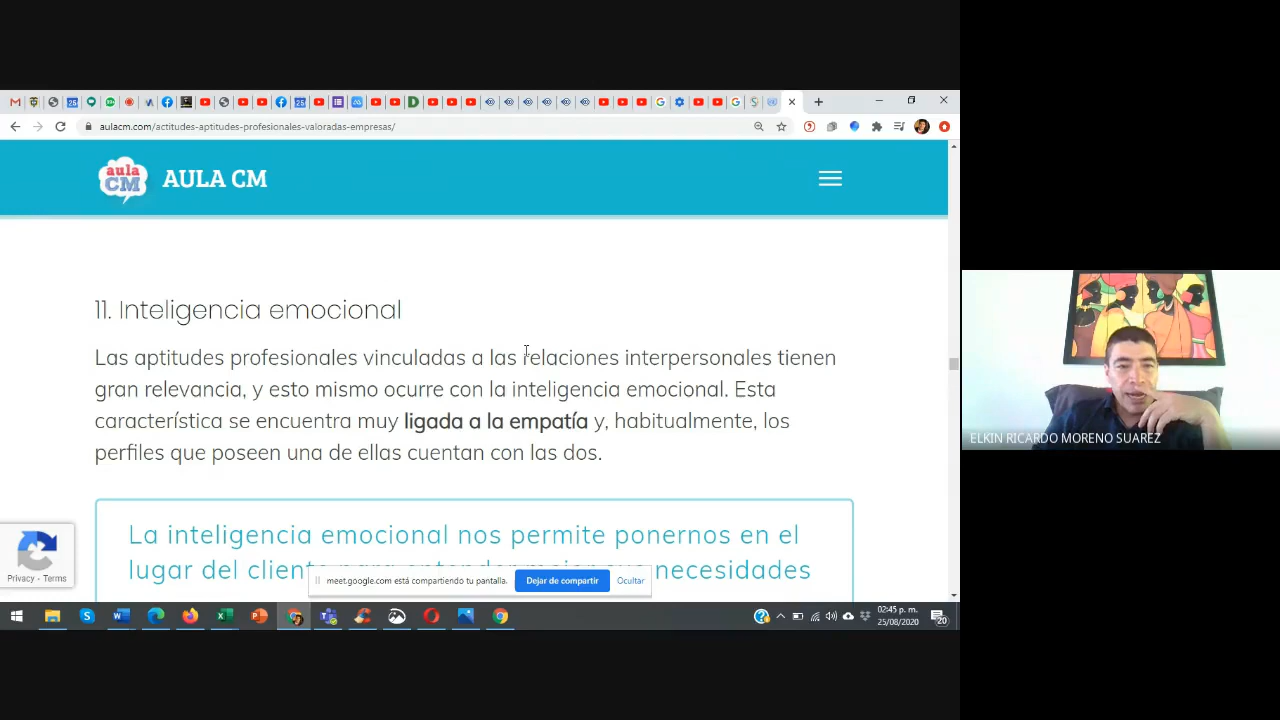 aulacm.com/actitudes-aptitudes-profesionales-valoradas-empresas/
aula
CM
AULA CM
11. Inteligencia emocional
Las aptitudes profesionales vinculadas a las relaciones interpersonales tienen
gran relevancia, y esto mismo ocurre con la inteligencia emocional. Esta
característica se encuentra muy ligada a la empatía y, habitualmente, los
perfiles que poseen una de ellas cuentan con las dos.
La inteligencia emocional nos permite ponernos en el
lugar del cliente necesidades
Privacy - Terms
meet.google.com está compartiendo tu pantalla.
Dejar de compartir
Ocultar
02:45 p. m.
25/08/2020
20
ELKIN RICARDO MORENO SUAREZ